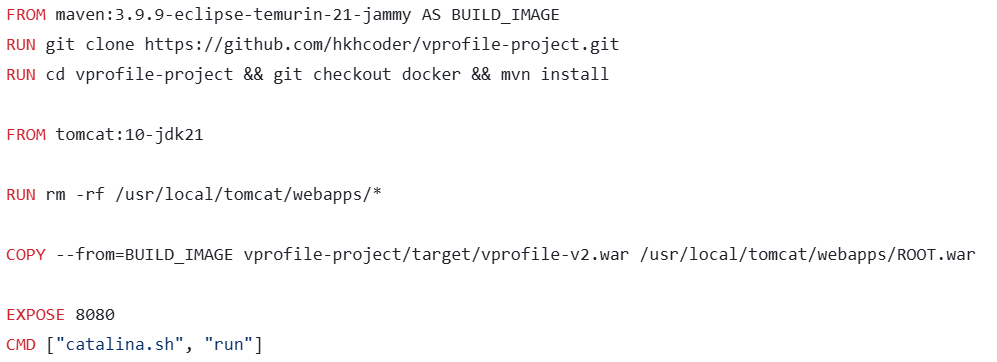 FROM maven:3.9.9-eclipse-temurin-21-jammy AS BUILD_IMAGE
RUN git clone https://github.com/hkhcoder/vprofile-project.git
RUN cd vprofile-project && git checkout docker && mvn install
FROM tomcat:10-jdk21
RUN rm -rf /usr/local/tomcat/webapps/*
COPY --from=BUILD_IMAGE vprofile-project/target/vprofile-v2.war /usr/local/tomcat/webapps/ROOT.war
EXPOSE 8080
CMD ["catalina.sh", "run"]